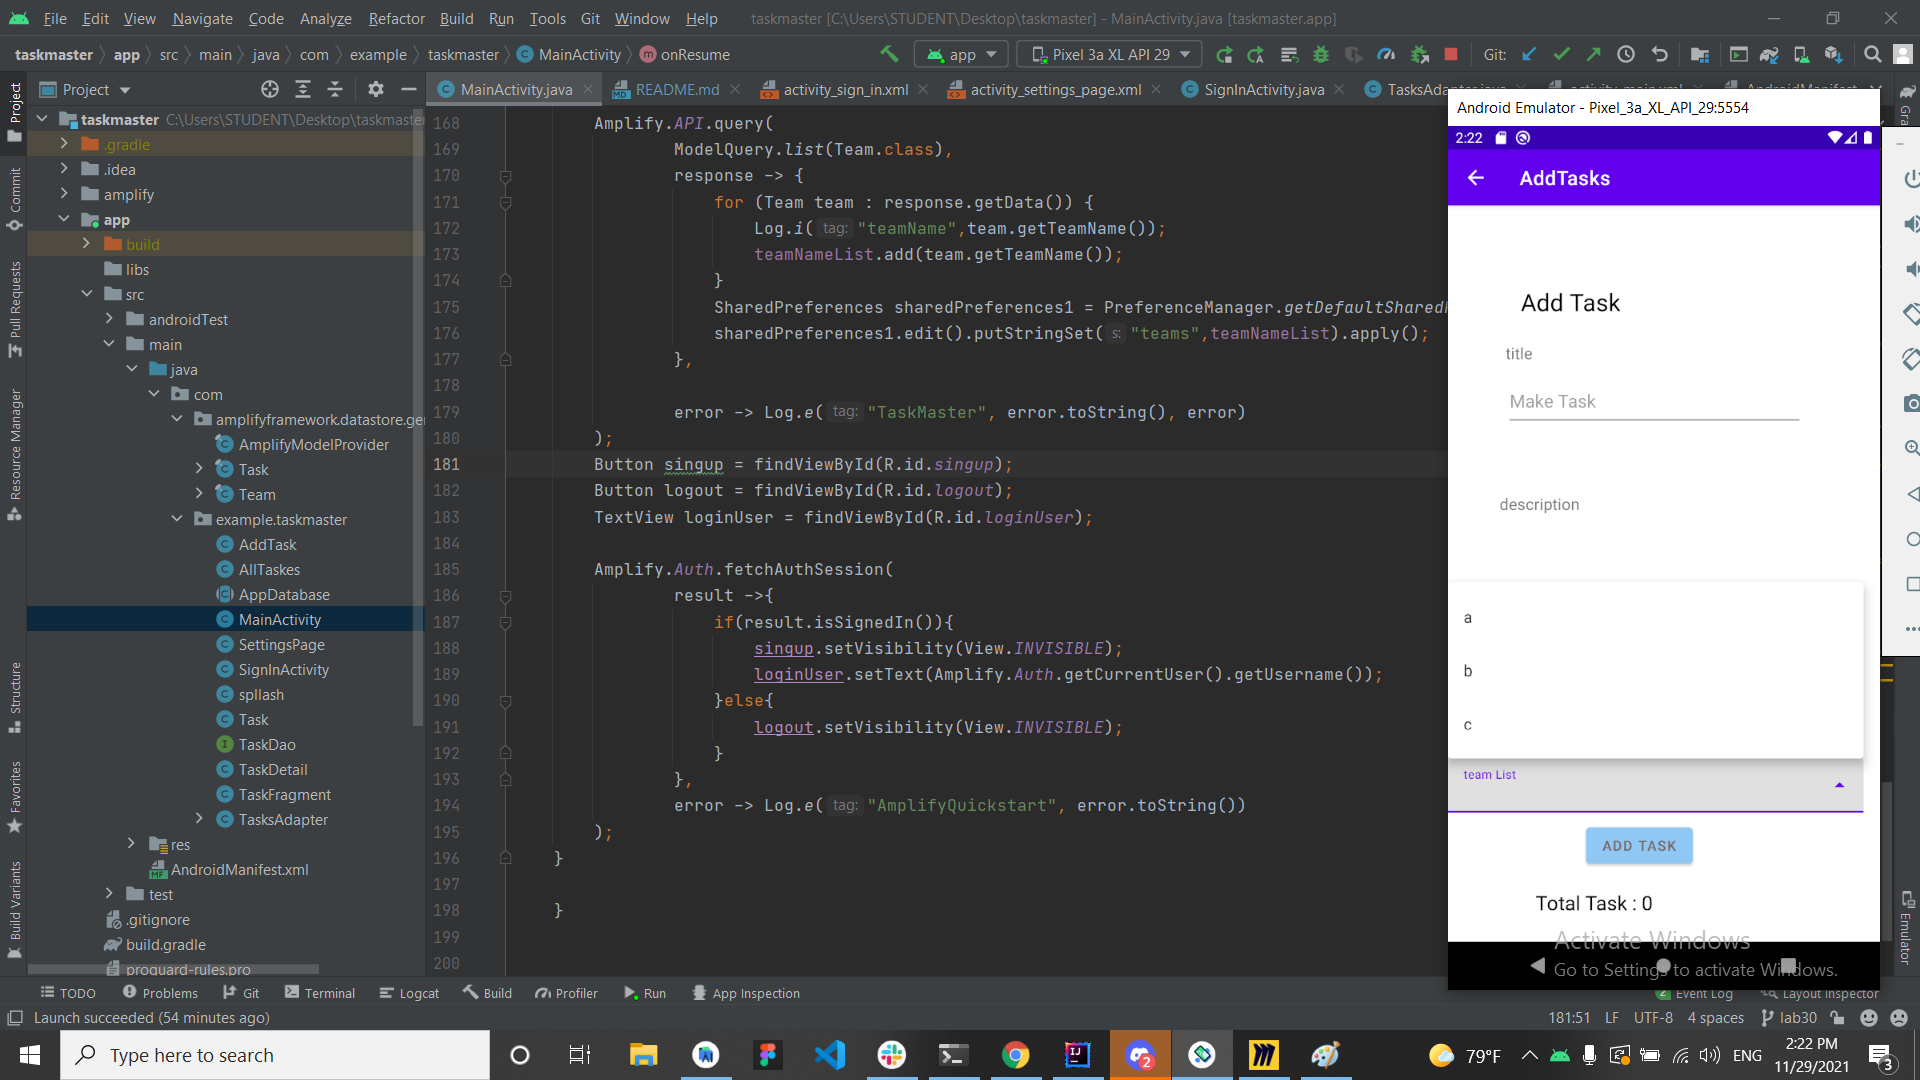 File Edit View Navigate Code Analyze Refactor Build Run Tools Git Window Help taskmaster [C:\Users\STUDENT\Desktop\taskmaster] - MainActivity.java [taskmaster.app]
taskmaster app src main java com example taskmaster MainActivity onResume app Pixel 3a XL API 29 Git:
Project
MainActivity.java README.md activity_sign_in.xml activity_settings_page.xml SignInActivity.java
Android Emulator - Pixel_3a_XL_API_29:5554
Project
Commit
Pull Requests
Resource Manager
Structure
Favorites
Build Variants
taskmaster C:\Users\STUDENT\Desktop\taskmaster
.gradle
.idea
amplify
app
build
libs
src
androidTest
main
java
com
amplifyframework.datastore.ger
AmplifyModelProvider
Task
Team
example.taskmaster
AddTask
AllTaskes
AppDatabase
MainActivity
SettingsPage
SignInActivity
spllash
Task
TaskDao
TaskDetail
TaskFragment
TasksAdapter
res
AndroidManifest.xml
test
.gitignore
build.gradle
proguard-rules.pro
168 Amplify.API.query(
169 ModelQuery.list(Team.class),
170 response -> {
171 for (Team team : response.getData()) {
172 Log.i( tag: "teamName",team.getTeamName());
173 teamNameList.add(team.getTeamName());
174 }
175 SharedPreferences sharedPreferences1 = PreferenceManager.getDefaultShared
176 sharedPreferences1.edit().putStringSet( s: "teams",teamNameList).apply();
177 },
178
179 error -> Log.e( tag: "TaskMaster", error.toString(), error)
180 );
181 Button singup = findViewById(R.id.singup);
182 Button logout = findViewById(R.id.logout);
183 TextView loginUser = findViewById(R.id.loginUser);
184
185 Amplify.Auth.fetchAuthSession(
186 result ->{
187 if(result.isSignedIn()){
188 singup.setVisibility(View.INVISIBLE);
189 loginUser.setText(Amplify.Auth.getCurrentUser().getUsername());
190 }else{
191 logout.setVisibility(View.INVISIBLE);
192 }
193 },
194 error -> Log.e( tag: "AmplifyQuickstart", error.toString())
195 );
196 }
197
198 }
199
200
2:22
AddTasks
Add Task
title
Make Task
description
a
b
c
team List
ADD TASK
Total Task : 0
Activate Windows
Go to Settings to activate Windows.
Emulator
TODO Problems Git Terminal Logcat Build Profiler Run App Inspection 2 Event Log Layout Inspector
Launch succeeded (54 minutes ago) 181:51 LF UTF-8 4 spaces lab30
Type here to search 2 79°F ENG 2:22 PM 11/29/2021 3